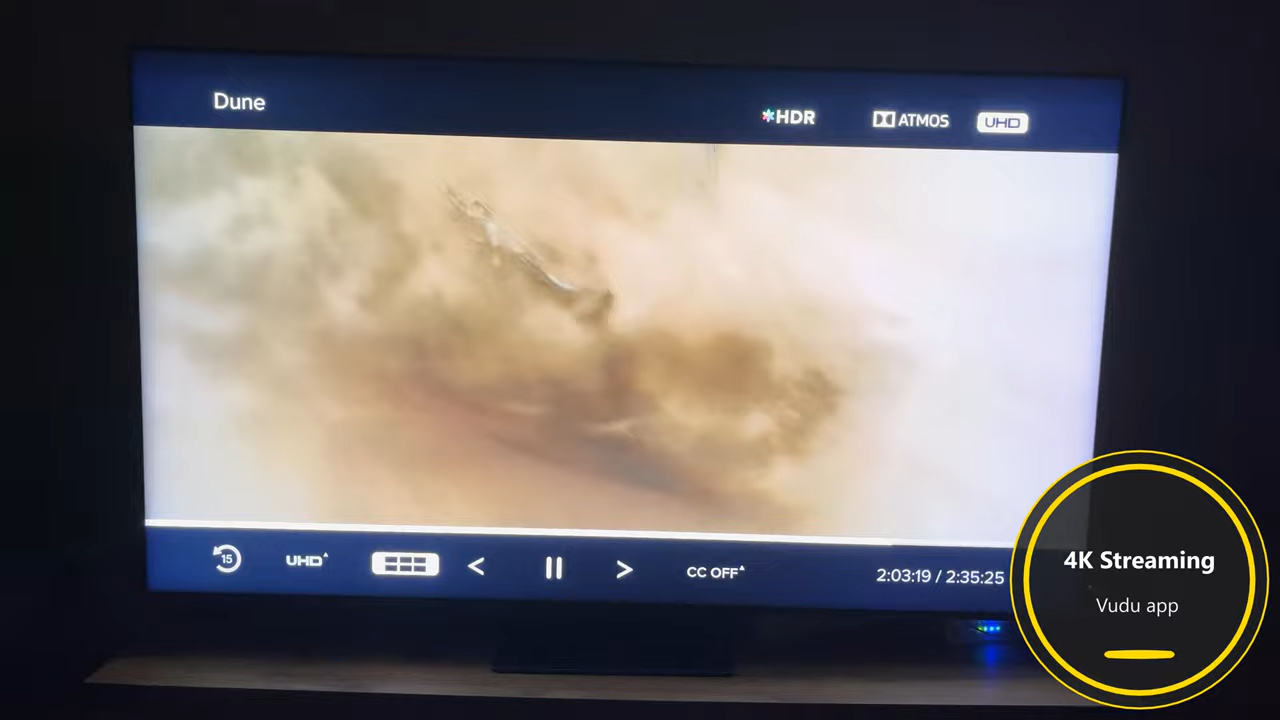 Dune
*HDR
ATMOS
UHD
15
UHD
<
>
CC OFF
2:03:19 / 2:35:25
4K Streaming
Vudu app